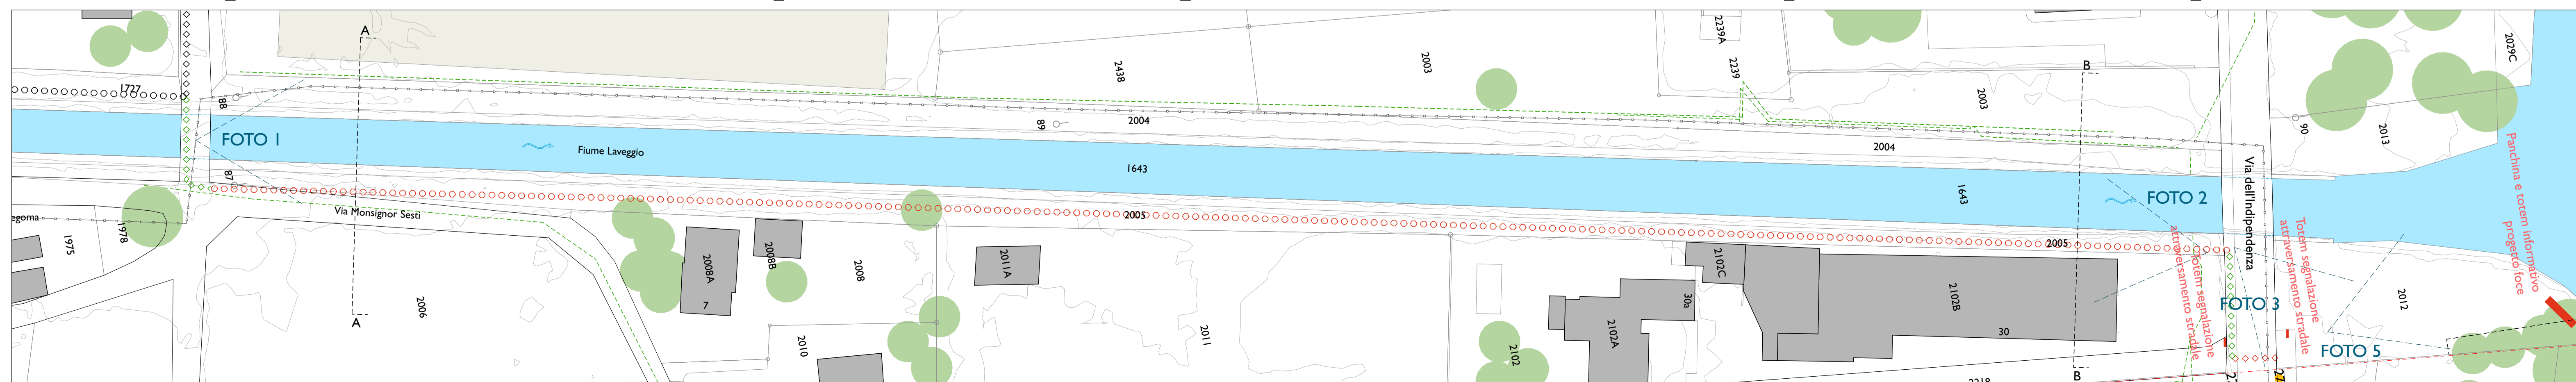 A
1727
88
FOTO 1
87
89
2438
2004
2003
2239A
2239
2003
B
2004
Fiume Laveggio
1643
1643
FOTO 2
Via dell'Indipendenza
90
2013
2029C
Panchina e totem informativo
progetto foce
Totem segnalazione
attraversamento stradale
Totem segnalazione
attraversamento stradale
Via Monsignor Sesti
2005
2005
egoma
1975
1978
A
2006
2008A
7
2008B
2008
2010
2011A
2011
2102
2102A
30a
2102C
2102B
30
B
FOTO 3
2012
FOTO 5